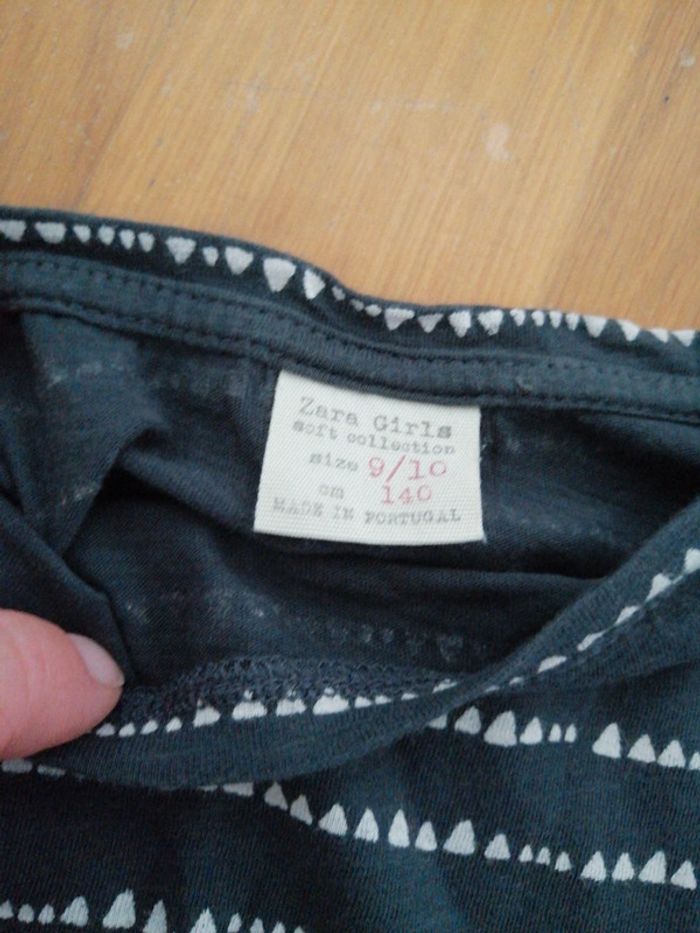 Zara Girls
soft collection
size 9/10
cm 140
MADE IN PORTUGAL